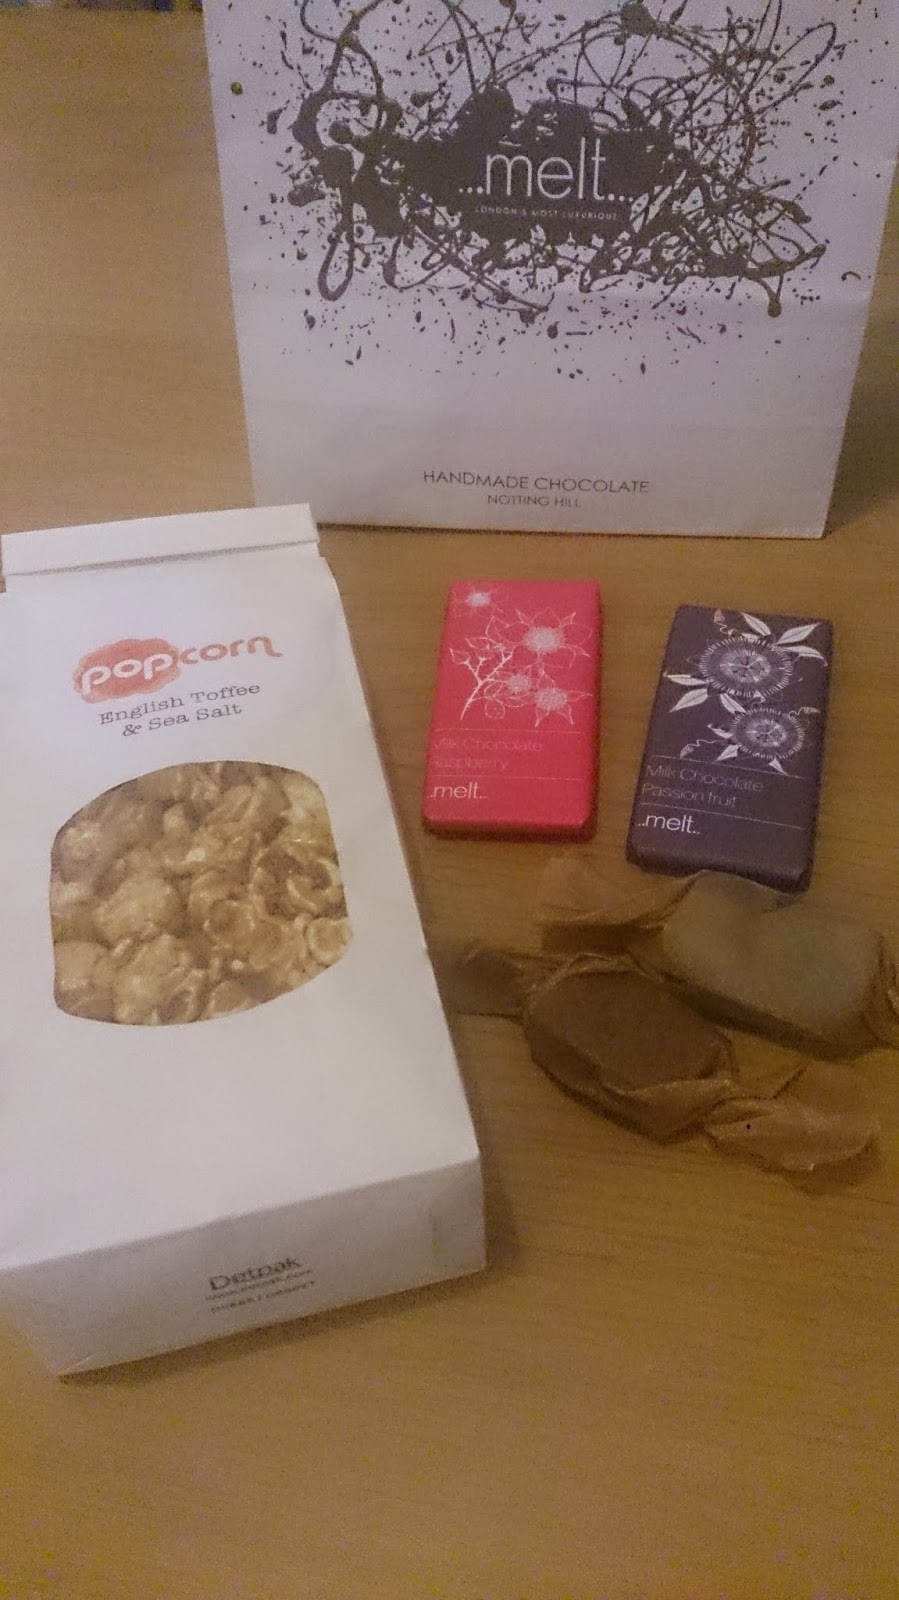 ...melt...
LONDON'S MOST LUXURIOUS
HANDMADE CHOCOLATE
NOTTING HILL
popcorn
English Toffee
& Sea Salt
Milk Chocolate
Raspberry
..melt..
Milk Chocolate
Passion fruit
..melt..
Detpak